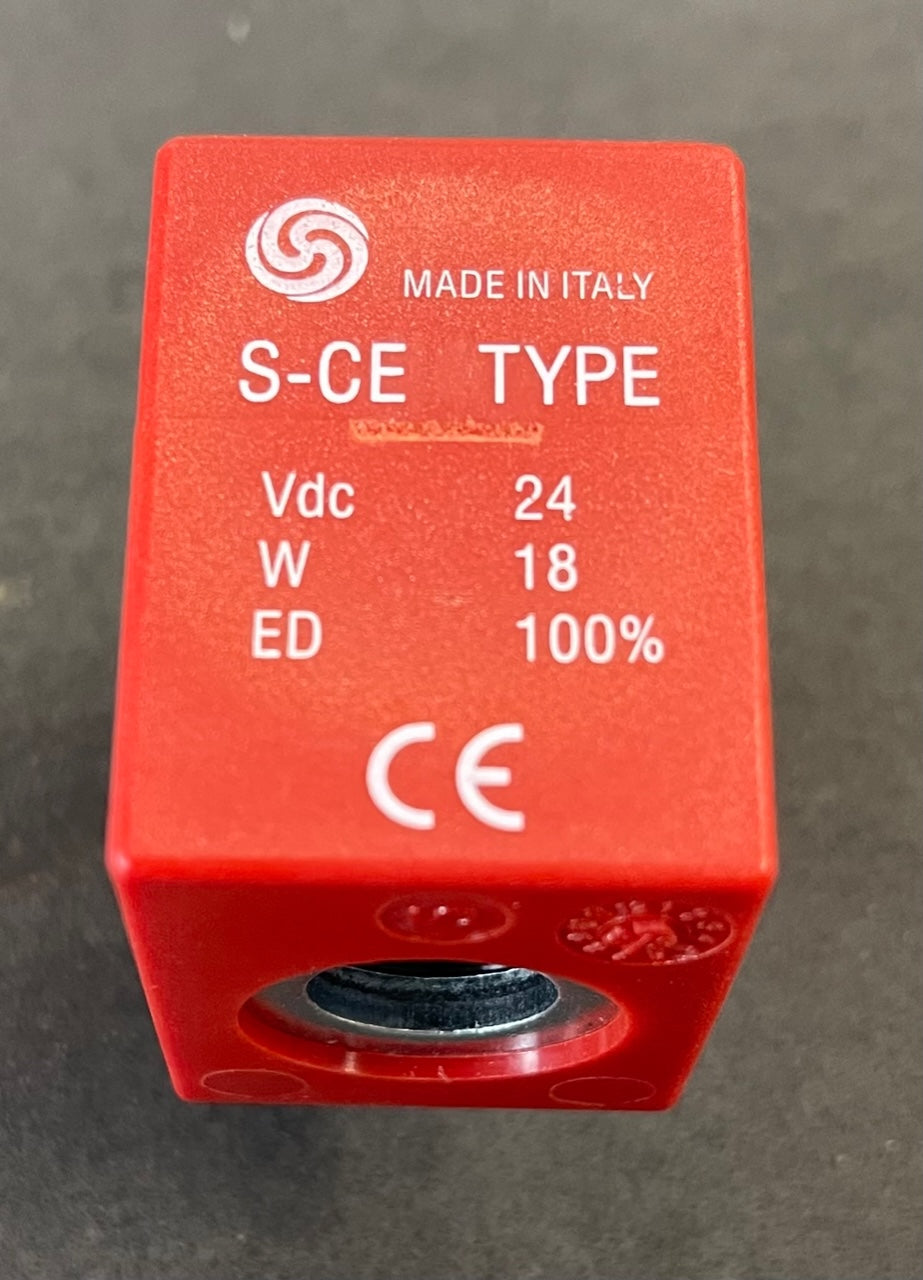 MADE IN ITALY
S-CE TYPE
Vdc 24
W 18
ED 100%
CE